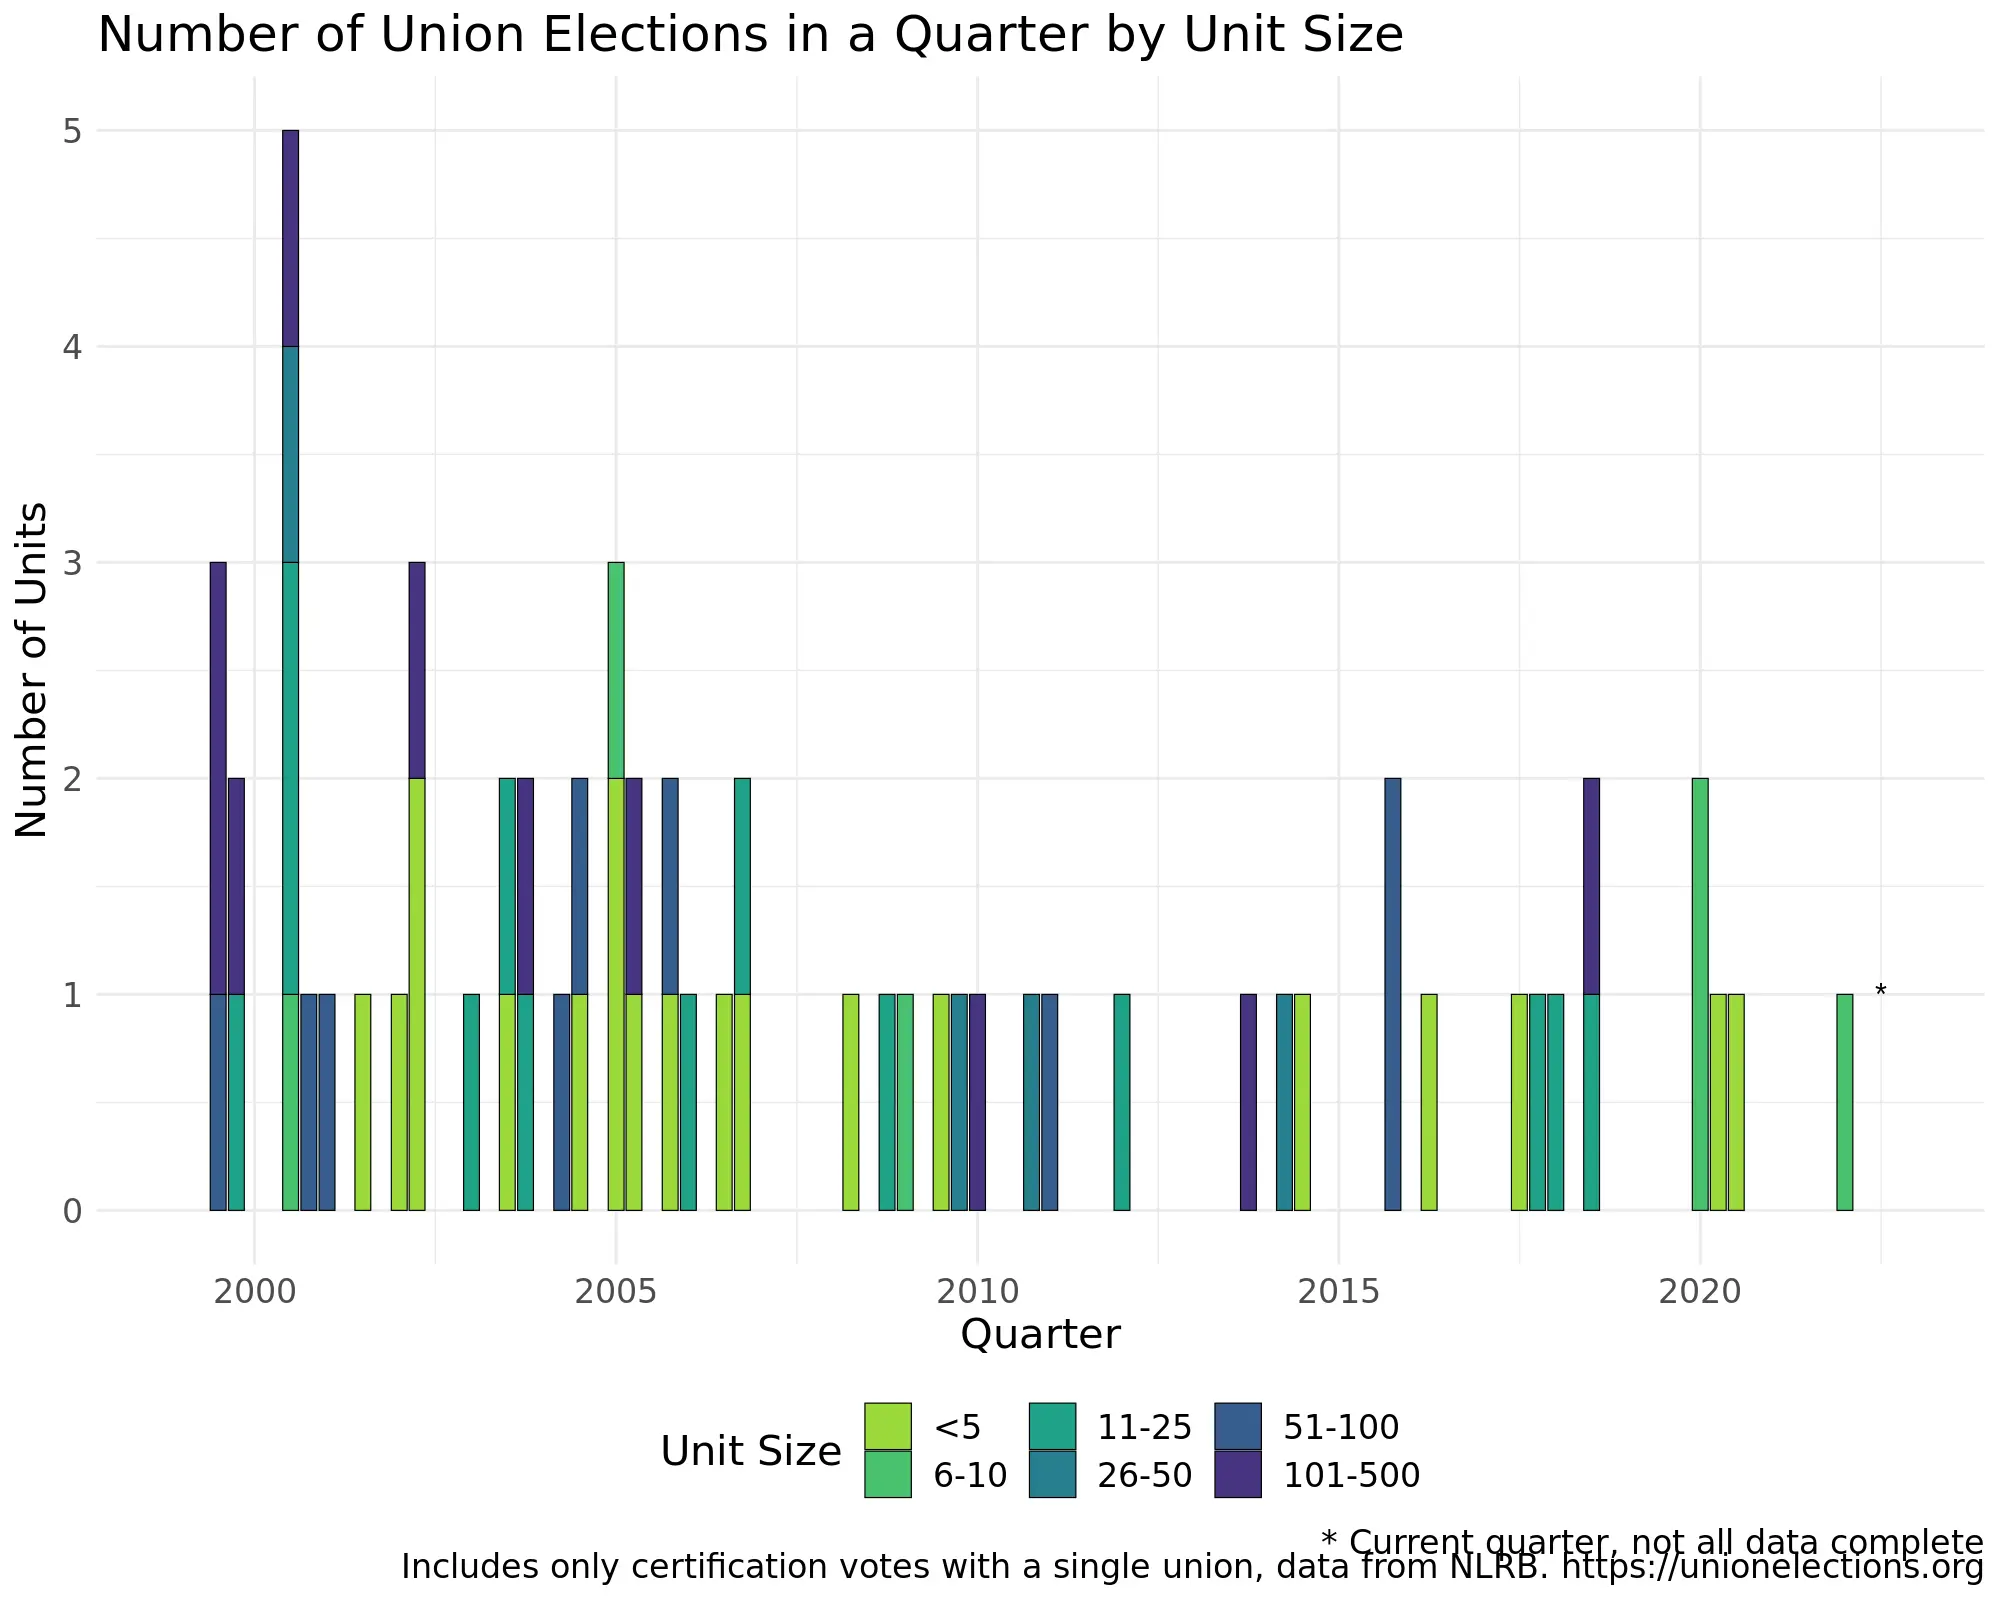 Number of Union Elections in a Quarter by Unit Size
Number of Units
5
4
3
2
1
0
*
2000 2005 2010 2015 2020
Quarter
Unit Size
<5 11-25 51-100
6-10 26-50 101-500
* Current quarter, not all data complete
Includes only certification votes with a single union, data from NLRB. https://unionelections.org